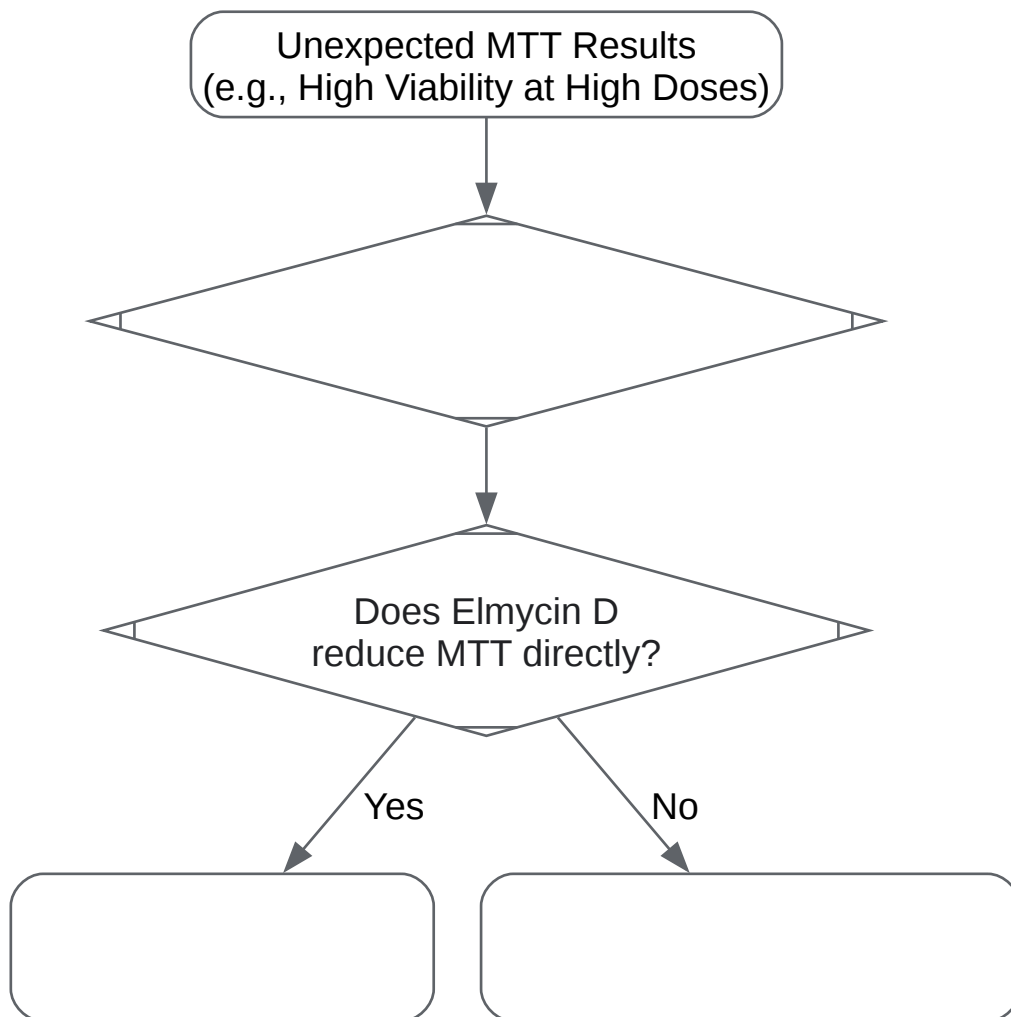 Unexpected MTT Results
(e.g., High Viability at High Doses)
Does Elmycin D
reduce MTT directly?
Yes
No